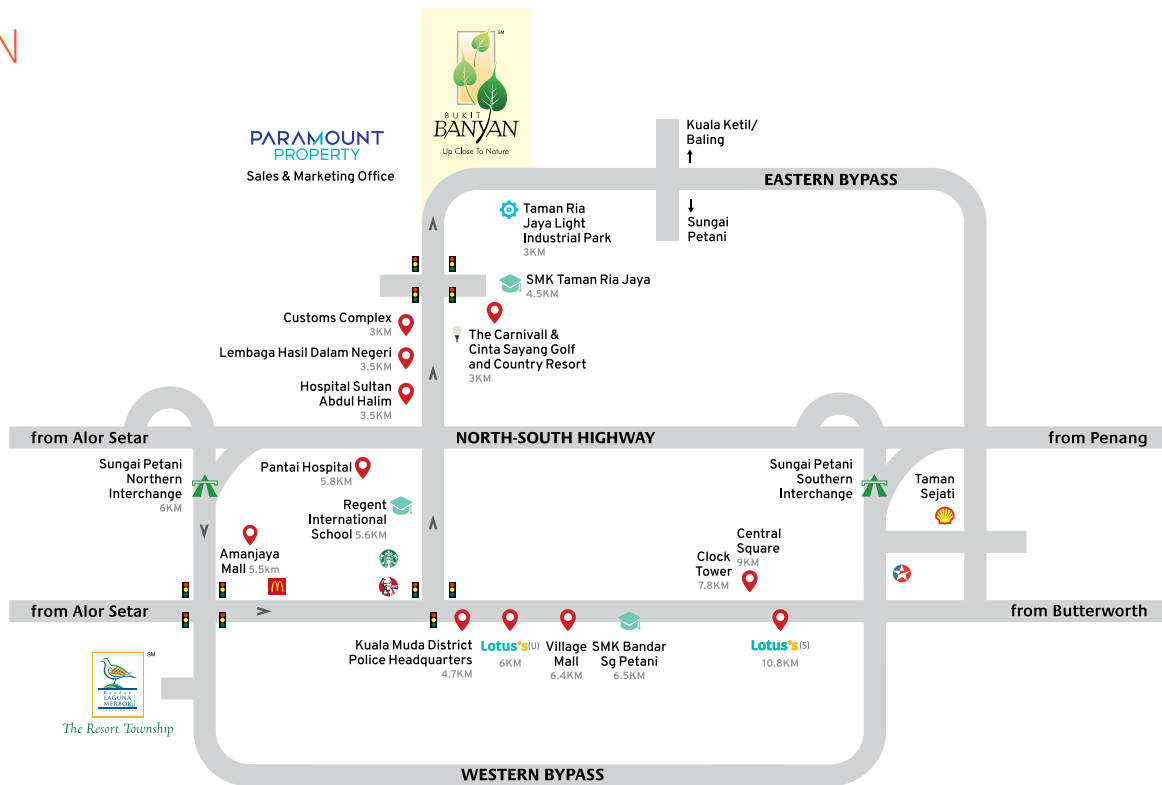 N
SM
BUKIT
BANYAN
Up Close To Nature
PARAMOUNT
PROPERTY
Sales & Marketing Office
Kuala Ketil/
Baling
EASTERN BYPASS
Sungai
Petani
Taman Ria
Jaya Light
Industrial Park
3KM
SMK Taman Ria Jaya
4.5KM
Customs Complex
3KM
Lembaga Hasil Dalam Negeri
3.5KM
Hospital Sultan
Abdul Halim
3.5KM
The Carnivall &
Cinta Sayang Golf
and Country Resort
3KM
from Alor Setar
NORTH-SOUTH HIGHWAY
from Penang
Sungai Petani
Northern
Interchange
6KM
Pantai Hospital
5.8KM
Regent
International
School 5.6KM
Sungai Petani
Southern
Interchange
Taman
Sejati
Amanjaya
Mall 5.5km
Central
Square
9KM
Clock
Tower
7.8KM
KFC
from Alor Setar
from Butterworth
Kuala Muda District
Police Headquarters
4.7KM
Lotus's(U)
6KM
Village
Mall
6.4KM
SMK Bandar
Sg Petani
6.5KM
Lotus's(S)
10.8KM
SM
Bandar
LAGUNA
MERBOK
The Resort Township
WESTERN BYPASS